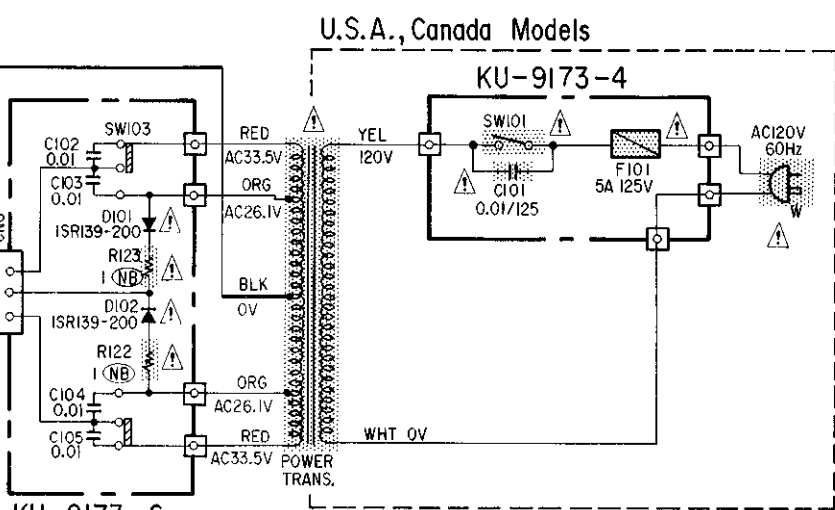 U.S.A., Canada Models
KU-9173-4
SW103
C102
0.01
C103
0.01
RED
AC33.5V
ORG
AC26.1V
YEL
120V
SW101
C101
0.01/125
F101
5A 125V
AC120V
60Hz
W
D101
1SR139-200
R123
1 NB
BLK
0V
D102
1SR139-200
R122
1 NB
C104
0.01
C105
0.01
ORG
AC26.1V
RED
AC33.5V
POWER
TRANS.
WHT 0V